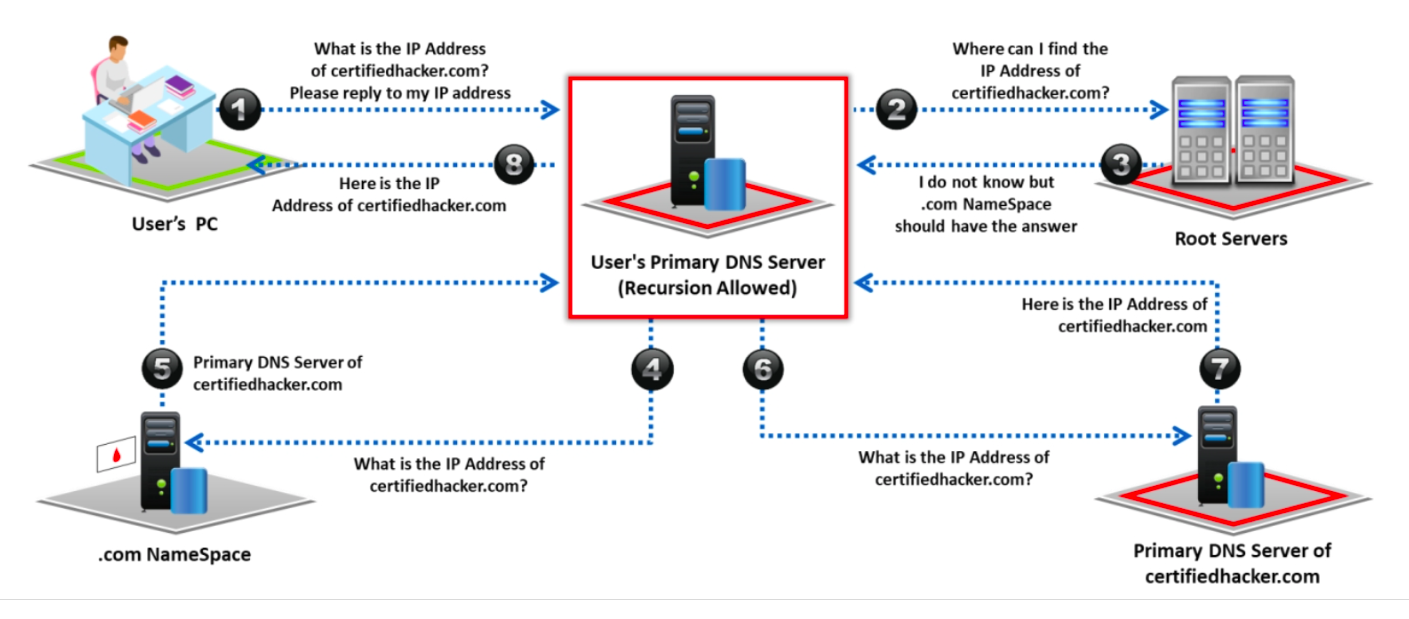 What is the IP Address
of certifiedhacker.com?
Please reply to my IP address
1
8
Here is the IP
Address of certifiedhacker.com
User's PC
User's Primary DNS Server
(Recursion Allowed)
Where can I find the
IP Address of
certifiedhacker.com?
2
3
I do not know but
.com NameSpace
should have the answer
Root Servers
5
Primary DNS Server of
certifiedhacker.com
4
What is the IP Address of
certifiedhacker.com?
.com NameSpace
6
What is the IP Address of
certifiedhacker.com?
Here is the IP Address of
certifiedhacker.com
7
Primary DNS Server of
certifiedhacker.com